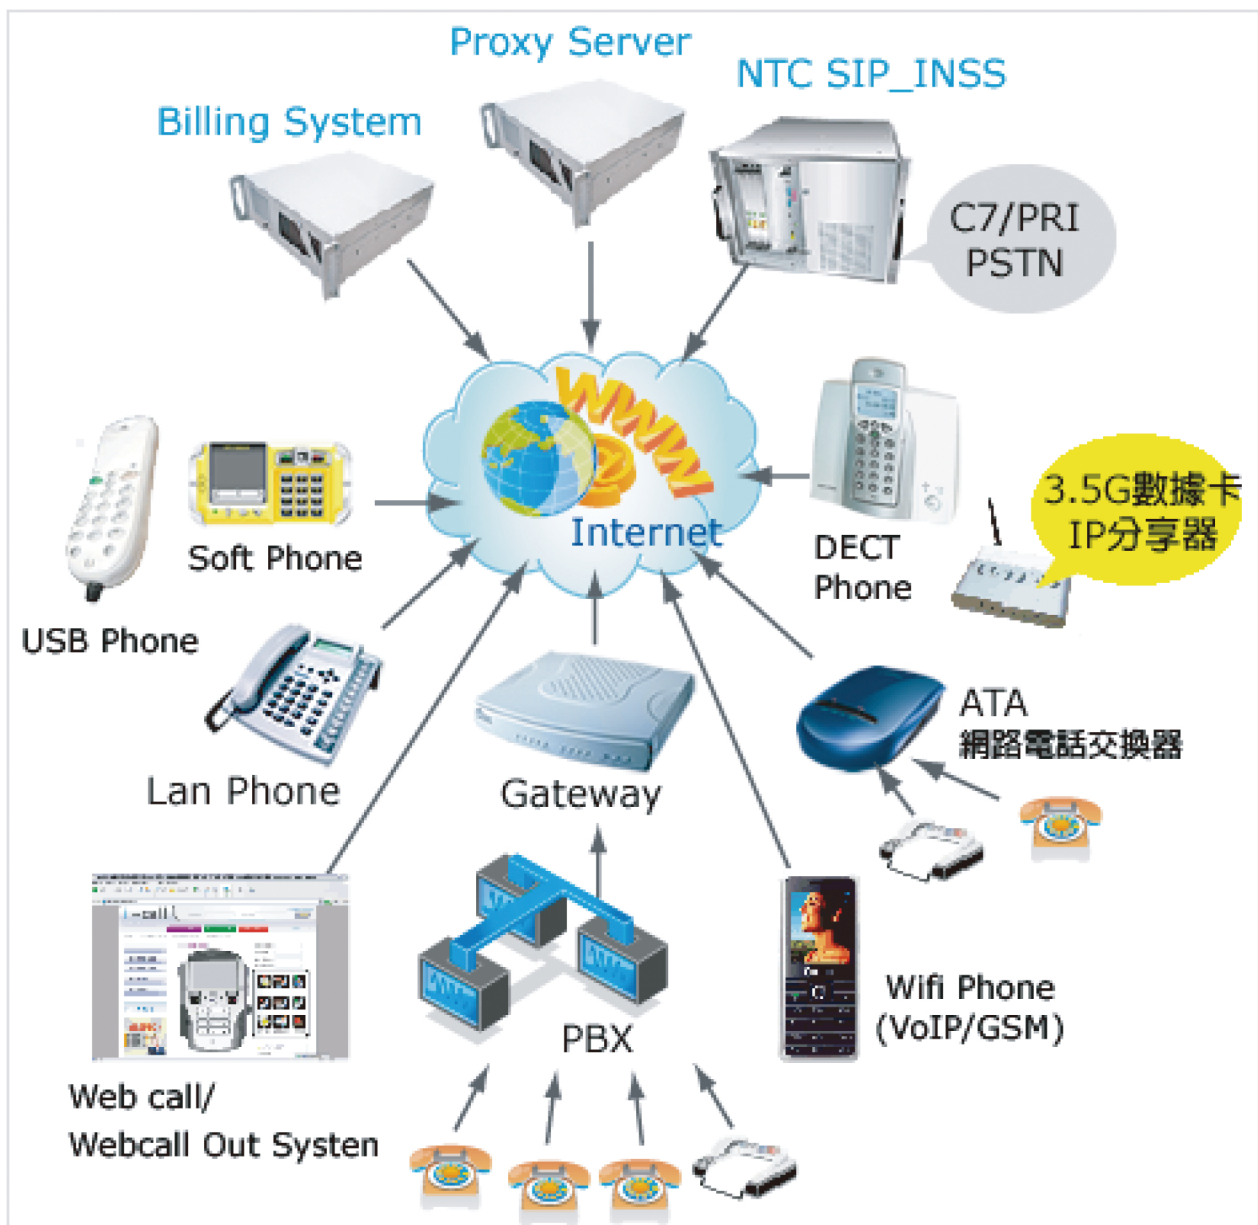 Proxy Server
NTC SIP_INSS
Billing System
C7/PRI
PSTN
WWW
@
Internet
3.5G數據卡
IP分享器
Soft Phone
DECT
Phone
USB Phone
Lan Phone
Gateway
ATA
網路電話交換器
call
PBX
Wifi Phone
(VoIP/GSM)
Web call/
Webcall Out Systen